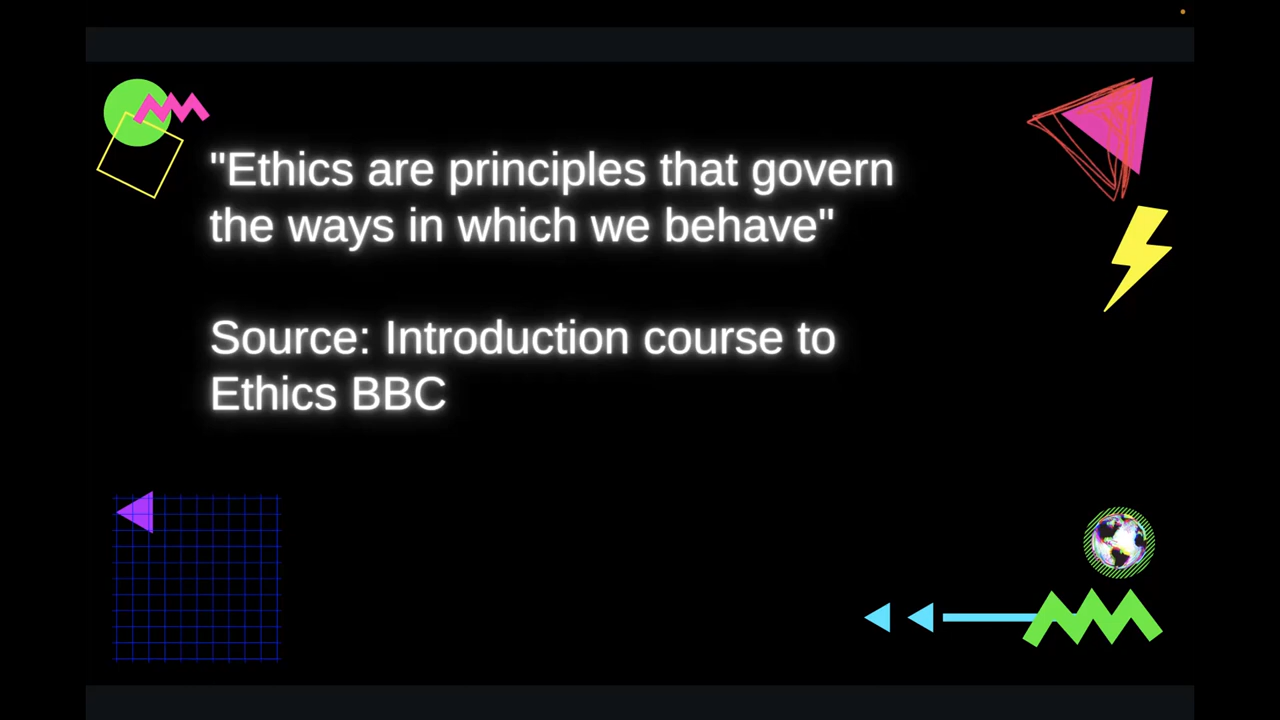 "Ethics are principles that govern
the ways in which we behave"
Source: Introduction course to
Ethics BBC